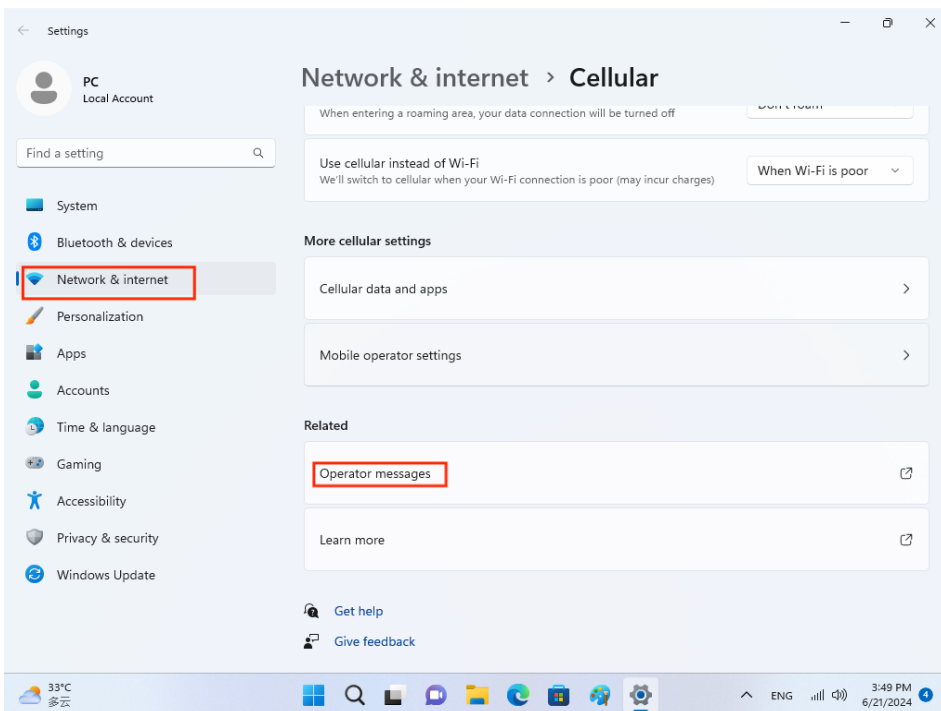 Settings
PC
Local Account
Find a setting
System
Bluetooth & devices
Network & internet
Personalization
Apps
Accounts
Time & language
Gaming
Accessibility
Privacy & security
Windows Update
Network & internet > Cellular
Don't roam
When entering a roaming area, your data connection will be turned off
Use cellular instead of Wi-Fi
We'll switch to cellular when your Wi-Fi connection is poor (may incur charges)
When Wi-Fi is poor
More cellular settings
Cellular data and apps
Mobile operator settings
Related
Operator messages
Learn more
Get help
Give feedback
33°C
多云
ENG
3:49 PM
6/21/2024
4